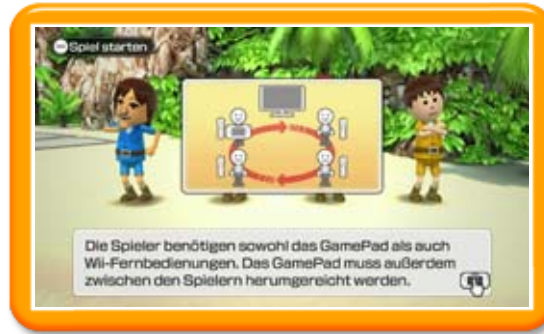 Spiel starten
Die Spieler benötigen sowohl das GamePad als auch
Wii-Fernbedienungen. Das GamePad muss außerdem
zwischen den Spielern herumgereicht werden.